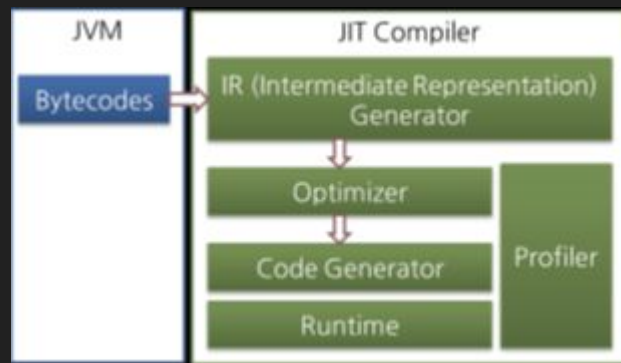 JVM
JIT Compiler
Bytecodes
IR (Intermediate Representation)
Generator
Optimizer
Code Generator
Profiler
Runtime